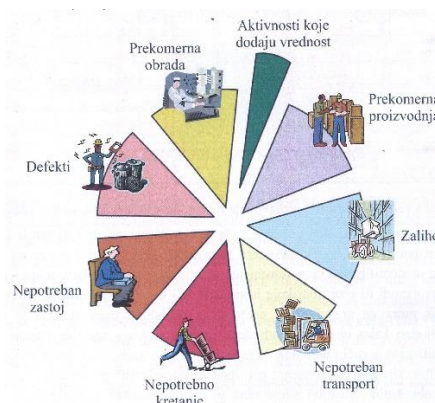 Aktivnosti koje
dodaju vrednost
Prekomerna
proizvodnja
Zalihe
Nepotreban
transport
Nepotrebno
kretanje
Nepotreban
zastoj
Defekti
Prekomerna
obrada